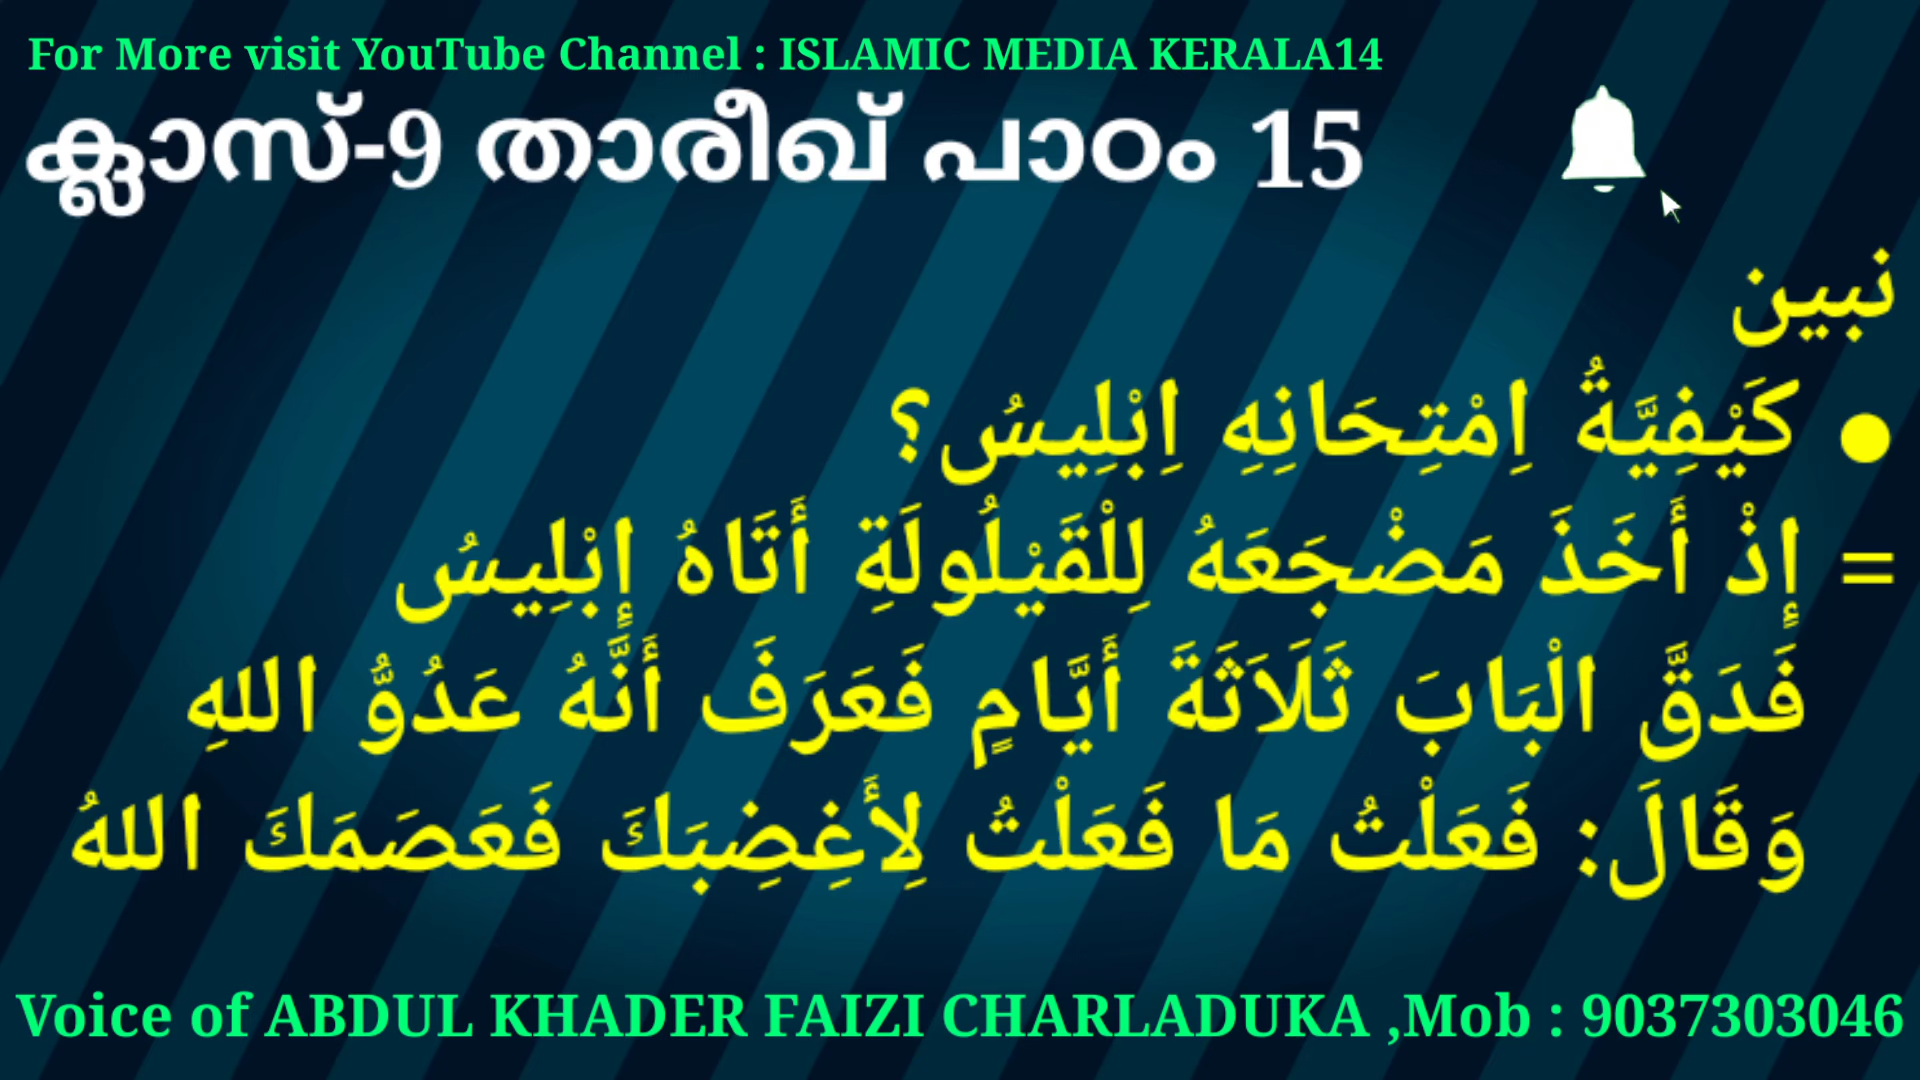 For More visit YouTube Channel : ISLAMIC MEDIA KERALA14
ക്ലാസ്-9 താരീഖ് പാഠം 15
نبين
● كَيْفِيَّةُ اِمْتِحَانِهِ اِبْلِيسُ؟
= إِذْ أَخَذَ مَضْجَعَهُ لِلْقَيْلُولَةِ أَتَاهُ إِبْلِيسُ
فَدَقَّ الْبَابَ ثَلَاثَةَ أَيَّامٍ فَعَرَفَ أَنَّهُ عَدُوُّ اللهِ
وَقَالَ: فَعَلْتُ مَا فَعَلْتُ لِأَغِضِبَكَ فَعَصَمَكَ اللهُ
Voice of ABDUL KHADER FAIZI CHARLADUKA ,Mob : 9037303046